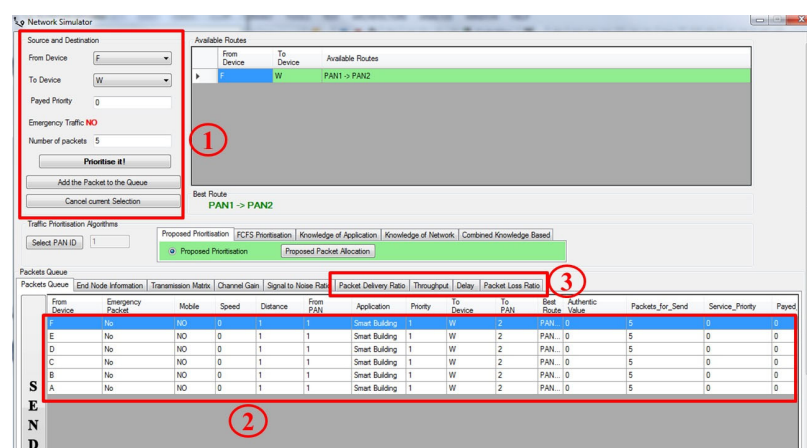 Network Simulator
Source and Destination
From Device F
To Device W
Payed Priority 0
Emergency Traffic NO
Number of packets 5
Prioritise it!
Add the Packet to the Queue
Cancel current Selection
1
Available Routes
From Device To Device Available Routes
F W PAN1 -> PAN2
Best Route
PAN1 -> PAN2
Traffic Prioritisation Algorithms
Select PAN ID 1
Proposed Prioritisation FCFS Prioritisation Knowledge of Application Knowledge of Network Combined Knowledge Based
Proposed Prioritisation Proposed Packet Allocation
Packets Queue
Packets Queue End Node Information Transmission Matrix Channel Gain Signal to Noise Ratio Packet Delivery Ratio Throughput Delay Packet Loss Ratio
3
From Device Emergency Packet Mobile Speed Distance From PAN Application Priority To Device To PAN Best Route Authentic Value Packets_for_Send Service_Priority Payed
F No NO 0 1 1 Smart Building 1 W 2 PAN... 0 5 0 0
E No NO 0 1 1 Smart Building 1 W 2 PAN... 0 5 0 0
D No NO 0 1 1 Smart Building 1 W 2 PAN... 0 5 0 0
C No NO 0 1 1 Smart Building 1 W 2 PAN... 0 5 0 0
B No NO 0 1 1 Smart Building 1 W 2 PAN... 0 5 0 0
A No NO 0 1 1 Smart Building 1 W 2 PAN... 0 5 0 0
2
S
E
N
D